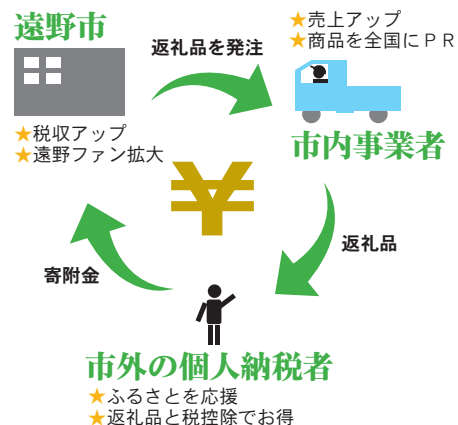 遠野市
★税収アップ
★遠野ファン拡大
返礼品を発注
★売上アップ
★商品を全国にＰＲ
市内事業者
返礼品
¥
寄附金
市外の個人納税者
★ふるさとを応援
★返礼品と税控除でお得